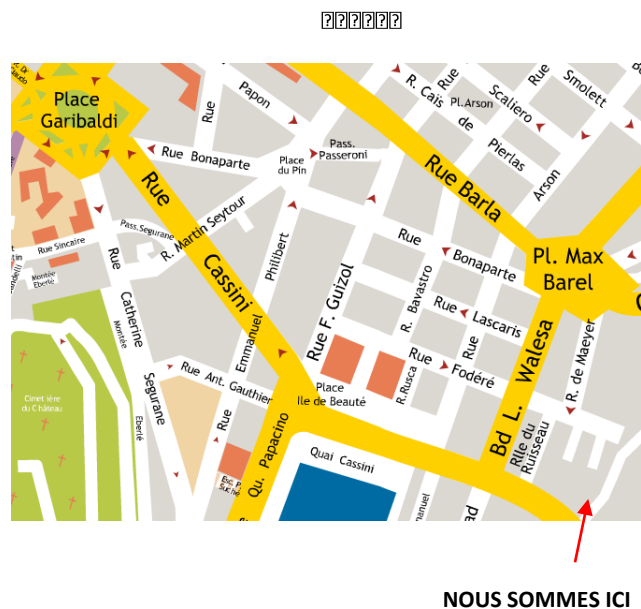 Place
Garibaldi
Papon
Rue
R. Caïs
de
Pl.Arson
Rue
Scaliero
Rue
Smolett
Pierlas
Arson
Rue Bonaparte
Place
du Pin
Pass.
Passeroni
Rue Barla
Rue
Cassini
Pass.Segurane
R. Martin Seytour
Rue Sincaire
Montée
Eberlé
Rue
Catherine
Segurane
Montée
Eberlé
Philibert
Emmanuel
Rue
Rue F. Guizol
Rue
Bonaparte
Pl. Max
Barel
R. Bavastro
Rue
Lascaris
Rue
Rue
Fodéré
R.Rusca
Bd L. Walesa
R. de Maeyer
Rlle du
Ruisseau
Cimetière
du Château
Rue Ant. Gauthier
Place
Ile de Beauté
Qu. Papacino
Quai Cassini
NOUS SOMMES ICI